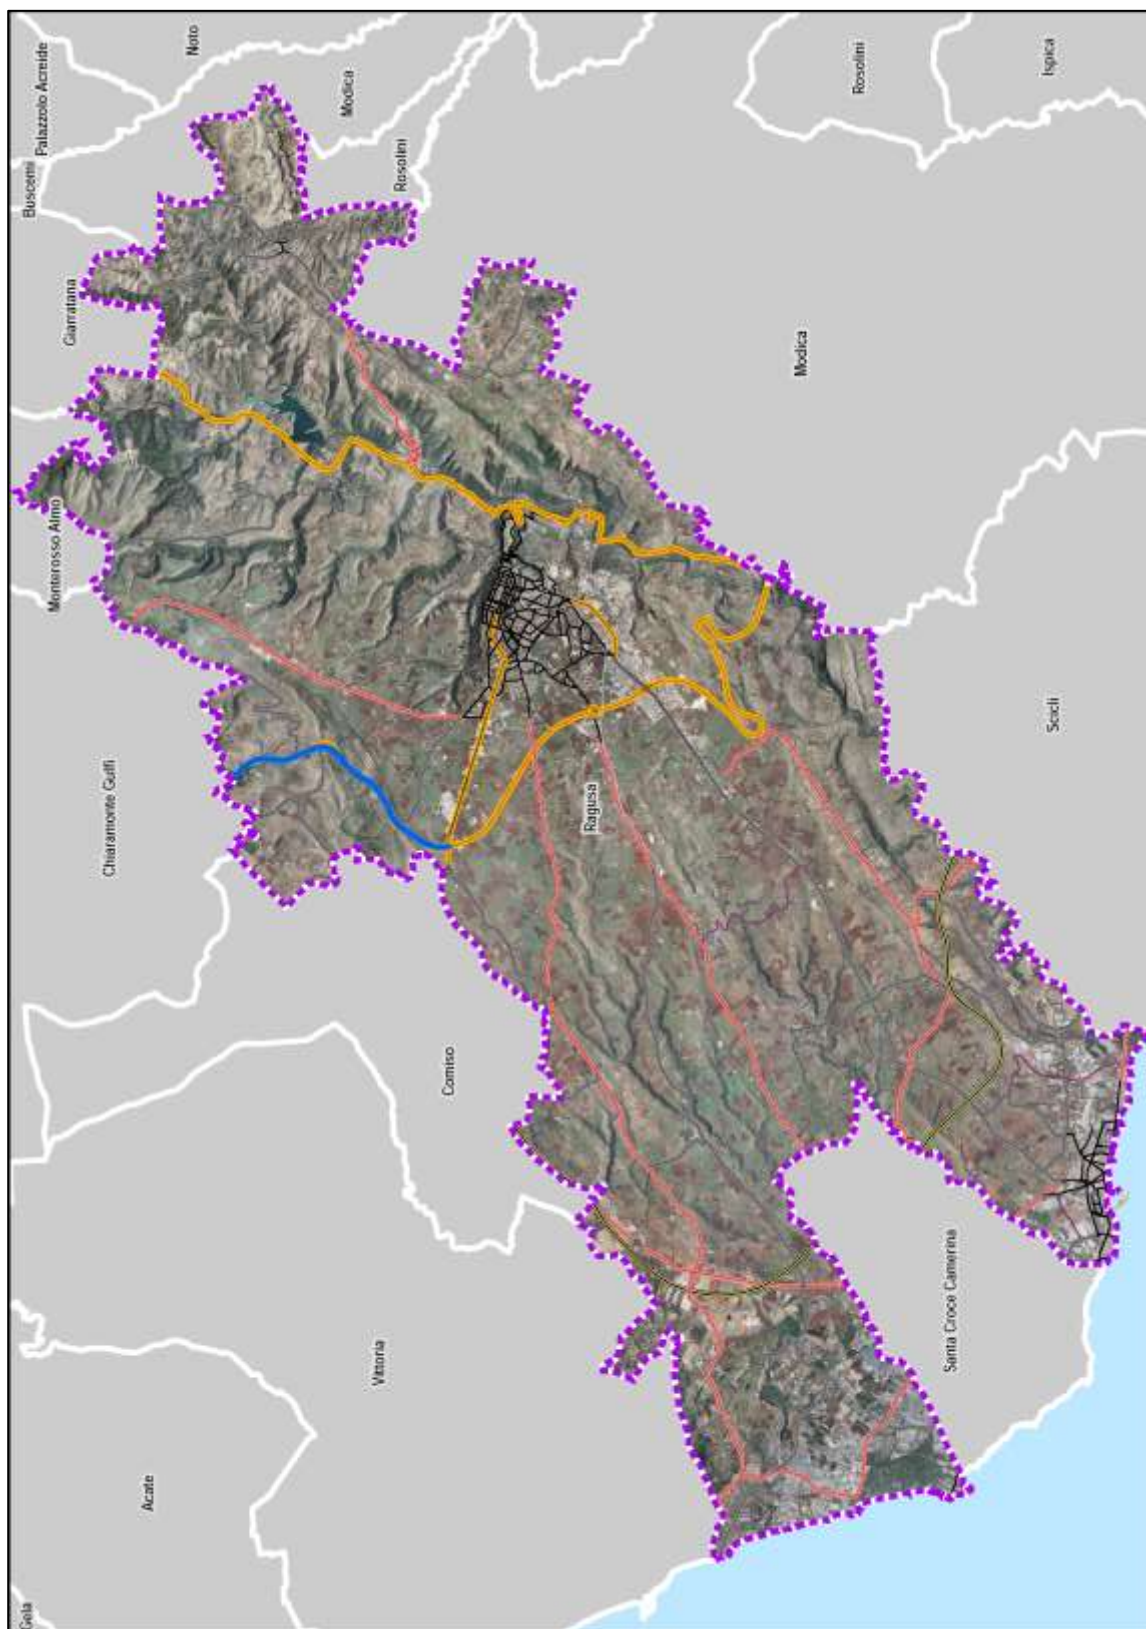 Gela
Acate
Vittoria
Comiso
Chiaramonte Gulfi
Monterosso Almo
Giarratana
Buscemi
Palazzolo Acreide
Noto
Modica
Rosolini
Ragusa
Santa Croce Camerina
Scicli
Modica
Rosolini
Ispica